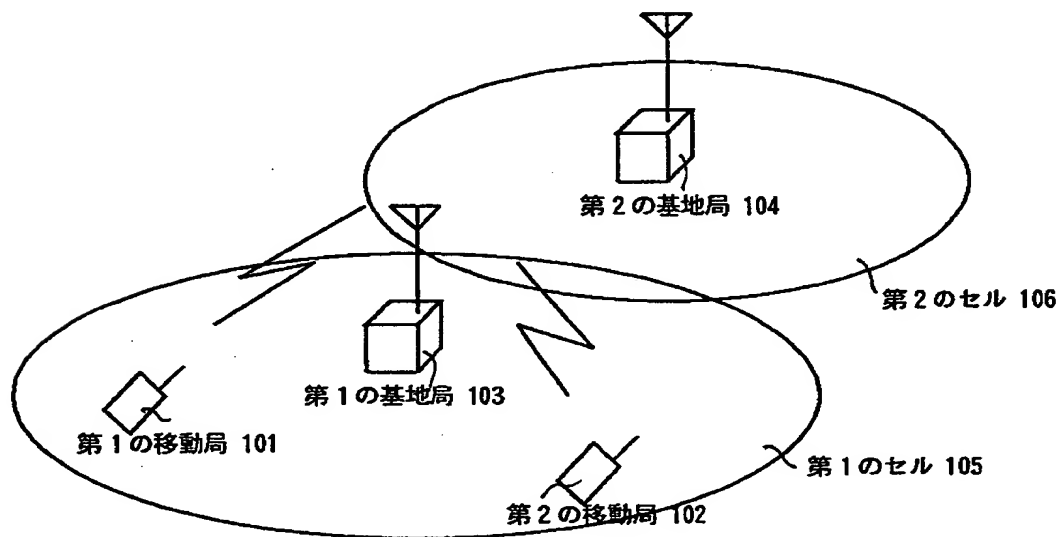 第2の基地局 104
第2のセル 106
第1の基地局 103
第1の移動局 101
第1のセル 105
第2の移動局 102